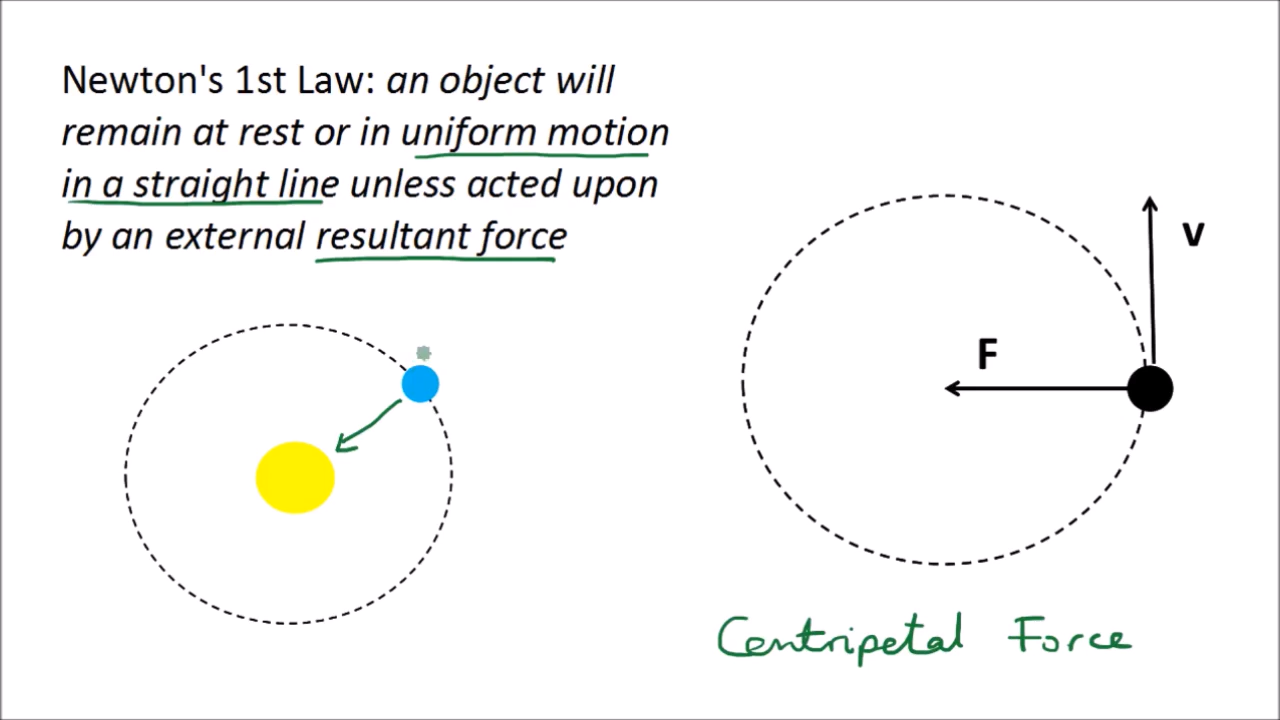 Newton's 1st Law: an object will
remain at rest or in uniform motion
in a straight line unless acted upon
by an external resultant force
v
F
Centripetal Force